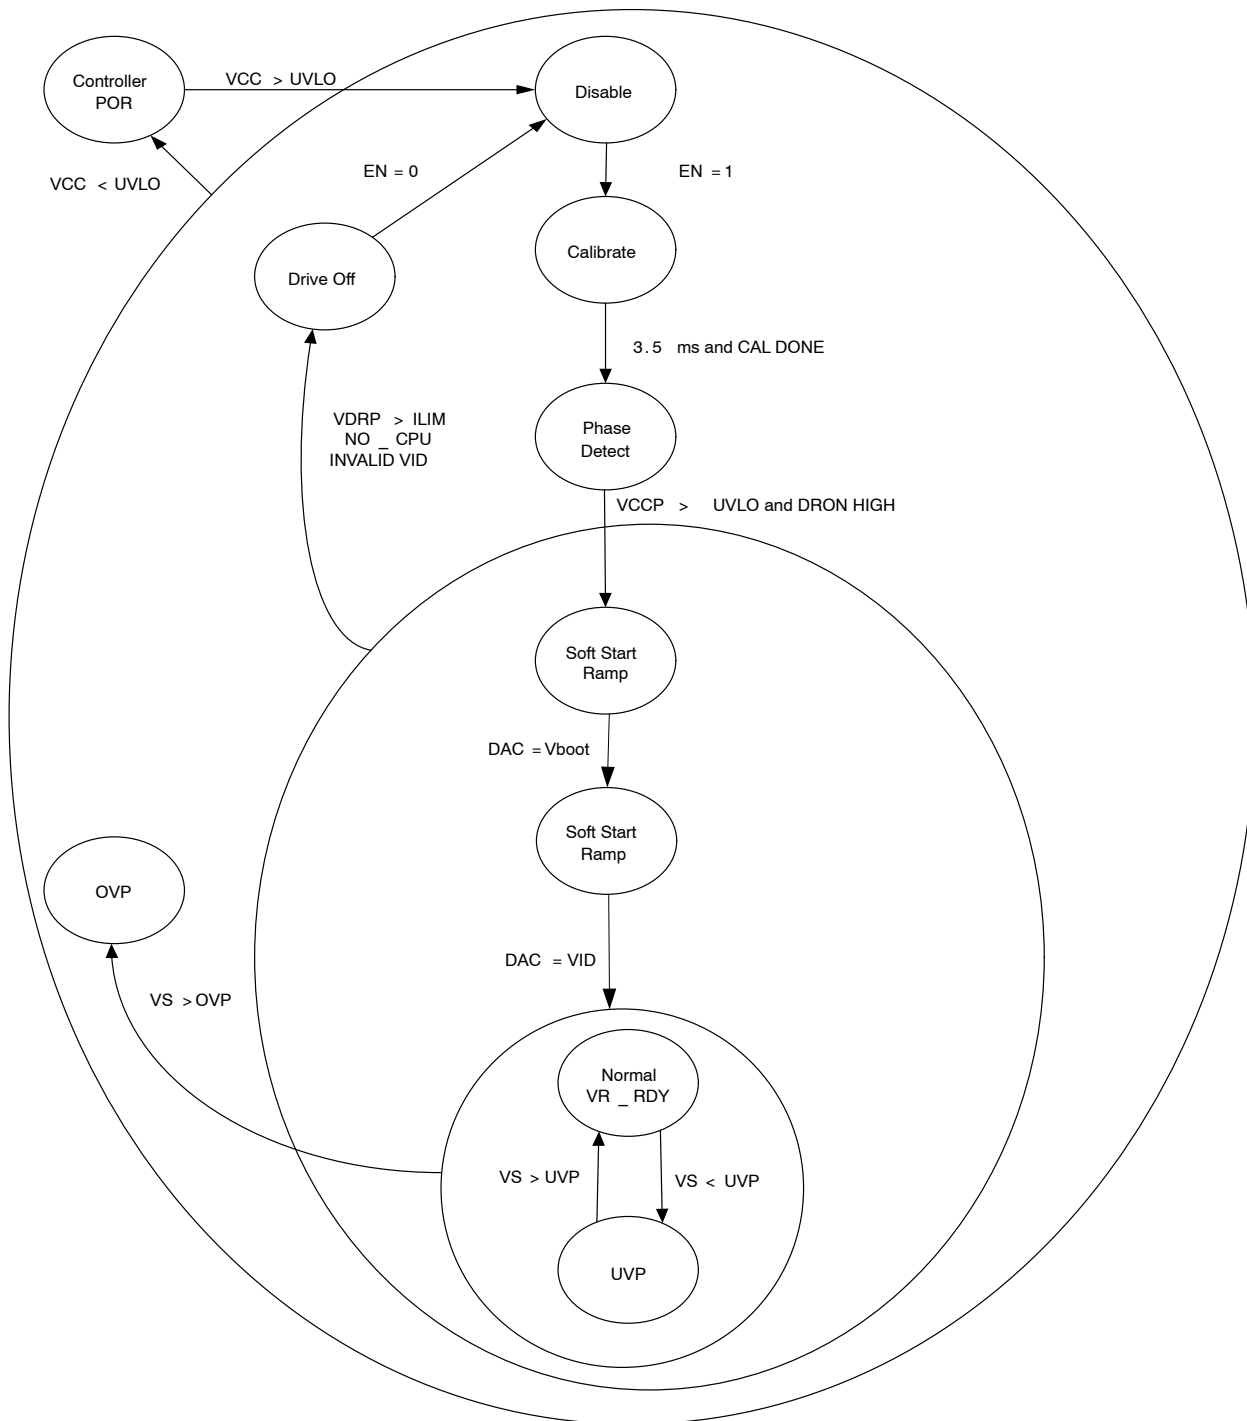 Controller
POR
VCC > UVLO
Disable
VCC < UVLO
EN = 0
EN = 1
Calibrate
Drive Off
3.5 ms and CAL DONE
VDRP > ILIM
NO _ CPU
INVALID VID
Phase
Detect
VCCP > UVLO and DRON HIGH
Soft Start
Ramp
DAC = Vboot
Soft Start
Ramp
OVP
DAC = VID
VS > OVP
Normal
VR _ RDY
VS > UVP
VS < UVP
UVP